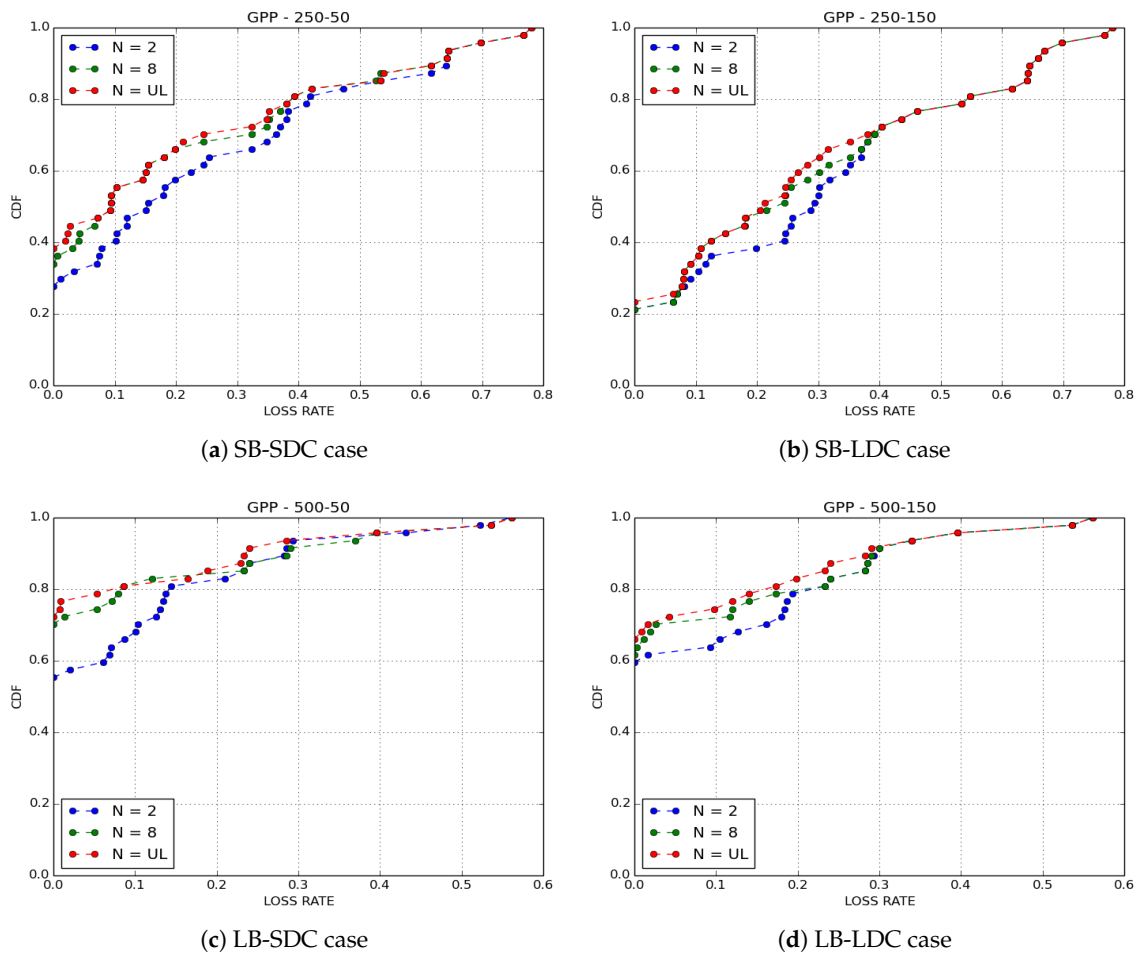 GPP - 250-50
1.0
0.8
0.6
0.4
0.2
0.0
CDF
N = 2
N = 8
N = UL
0.0 0.1 0.2 0.3 0.4 0.5 0.6 0.7 0.8
LOSS RATE
(a) SB-SDC case
GPP - 250-150
1.0
0.8
0.6
0.4
0.2
0.0
CDF
N = 2
N = 8
N = UL
0.0 0.1 0.2 0.3 0.4 0.5 0.6 0.7 0.8
LOSS RATE
(b) SB-LDC case
GPP - 500-50
1.0
0.8
0.6
0.4
0.2
0.0
CDF
N = 2
N = 8
N = UL
0.0 0.1 0.2 0.3 0.4 0.5 0.6
LOSS RATE
(c) LB-SDC case
GPP - 500-150
1.0
0.8
0.6
0.4
0.2
0.0
CDF
N = 2
N = 8
N = UL
0.0 0.1 0.2 0.3 0.4 0.5 0.6
LOSS RATE
(d) LB-LDC case